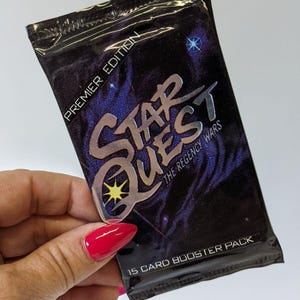 PREMIER EDITION
STAR
QUEST
THE REGENCY WARS
15 CARD BOOSTER PACK